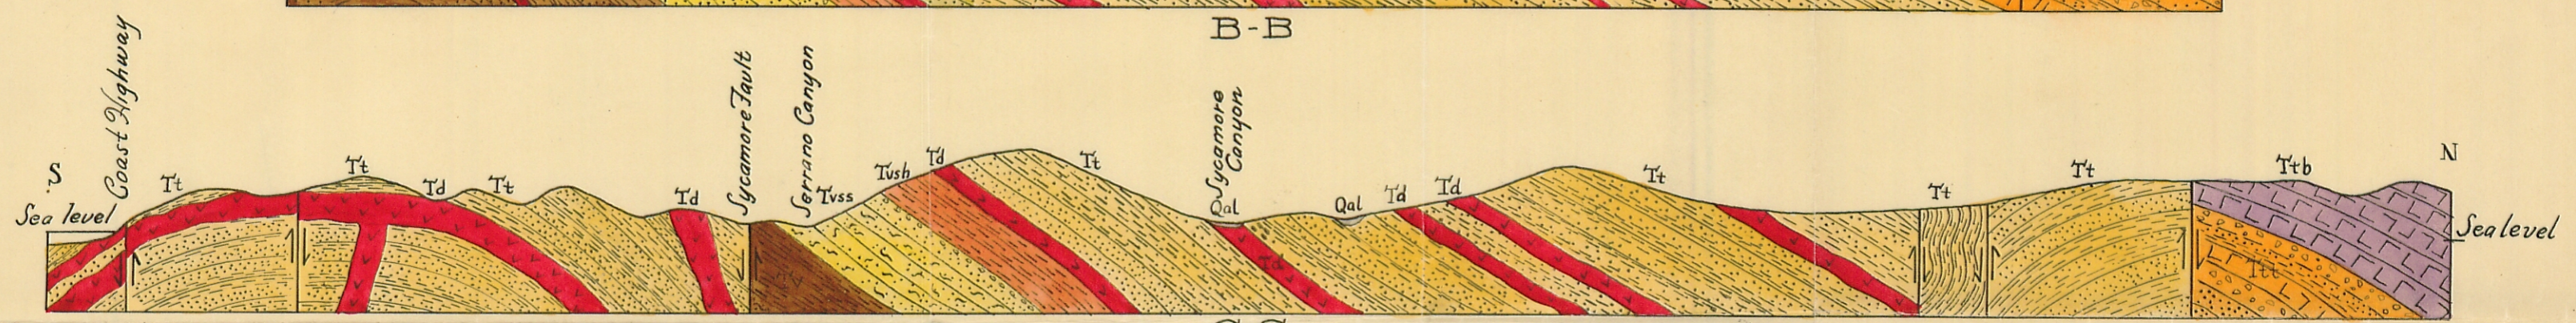 B-B
Coast Highway
Sycamore Fault
Serrano Canyon
Sycamore
Canyon
S
N
Sea level
Tt
Tt
Td
Tt
Td
Tvss
Tvsh
Td
Tt
Qal
Qal
Td
Td
Tt
Tt
Tt
Ttb
Sea level
Td
Ttt